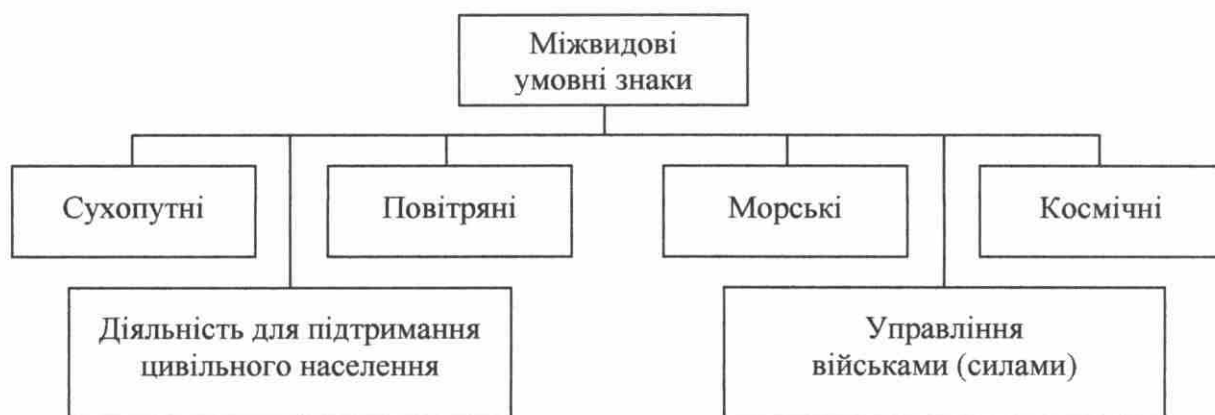 Міжвидові
умовні знаки
Сухопутні
Повітряні
Морські
Космічні
Діяльність для підтримання
цивільного населення
Управління
військами (силами)